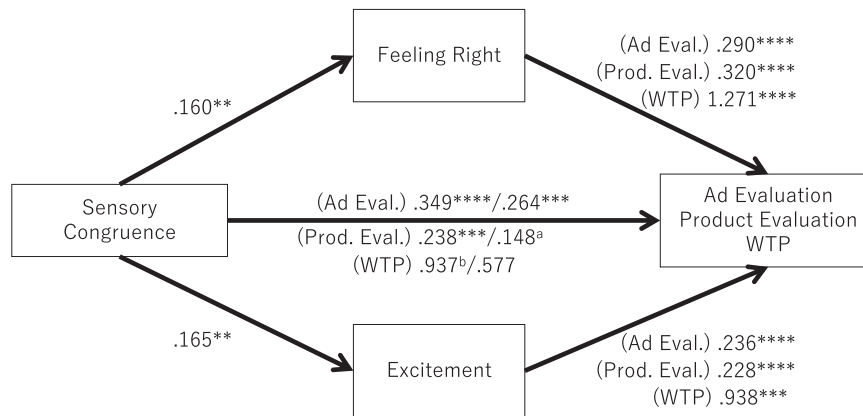 Feeling Right
(Ad Eval.) .290****
(Prod. Eval.) .320****
(WTP) 1.271****
.160**
Sensory
Congruence
(Ad Eval.) .349****/.264***
(Prod. Eval.) .238***/.148ᵃ
(WTP) .937ᵇ/.577
Ad Evaluation
Product Evaluation
WTP
.165**
Excitement
(Ad Eval.) .236****
(Prod. Eval.) .228****
(WTP) .938***